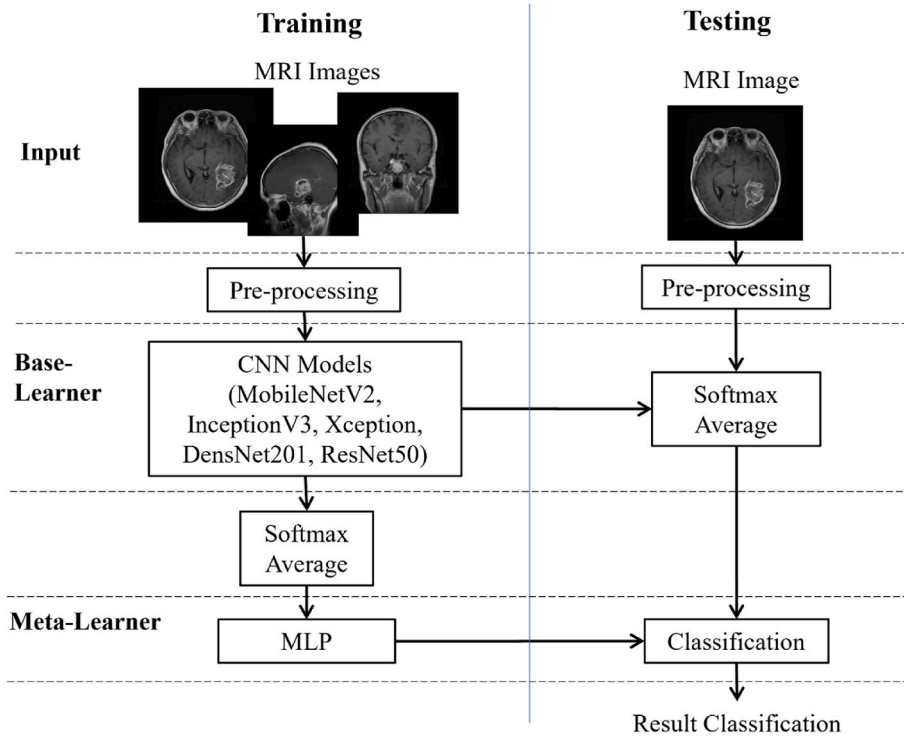 Training
Testing
MRI Images
MRI Image
Input
Pre-processing
Pre-processing
Base-
Learner
CNN Models
(MobileNetV2,
InceptionV3, Xception,
DensNet201, ResNet50)
Softmax
Average
Softmax
Average
Meta-Learner
MLP
Classification
Result Classification